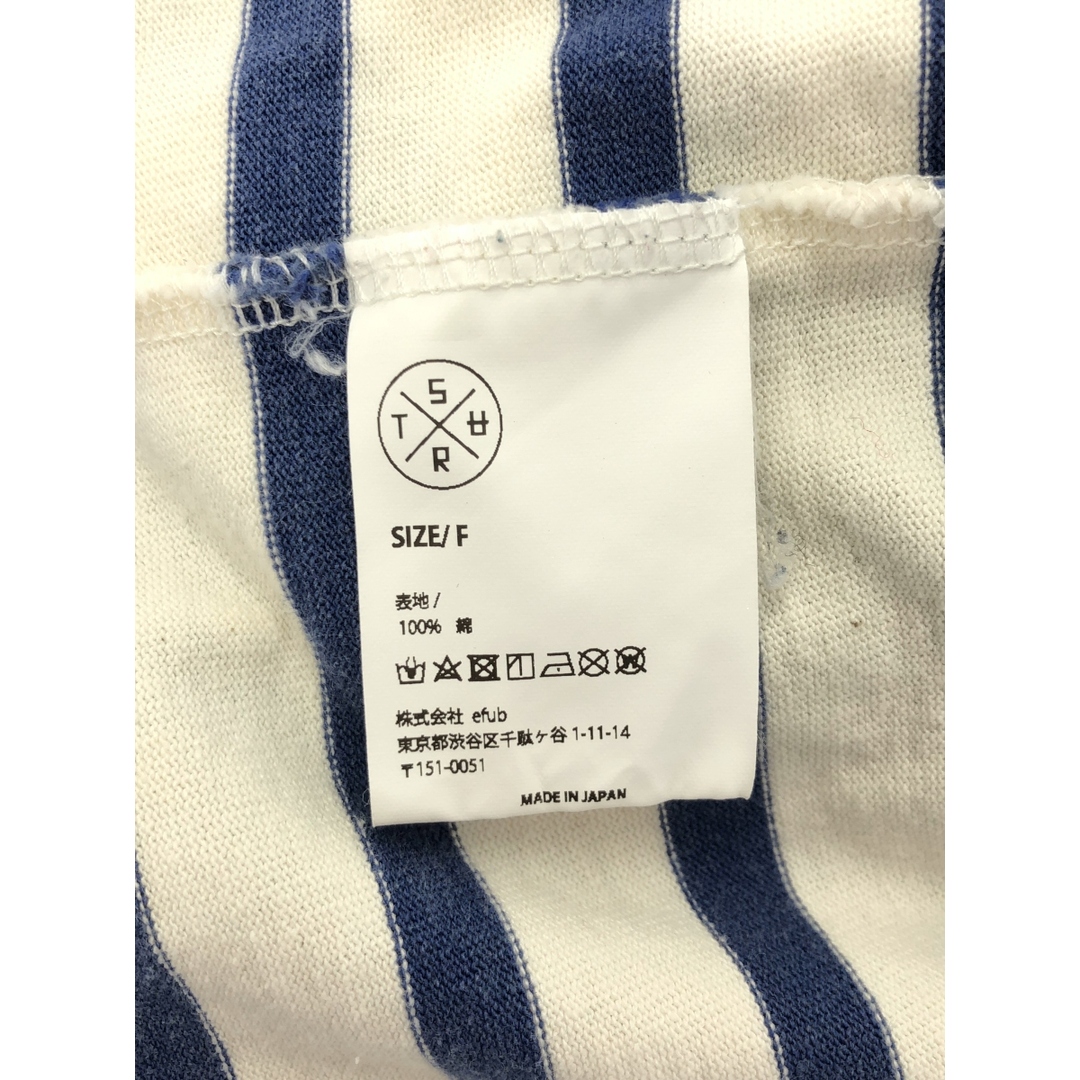 S
T R
SIZE/ F
表地 /
100% 綿
株式会社 efub
東京都渋谷区千駄ヶ谷 1-11-14
〒151-0051
MADE IN JAPAN